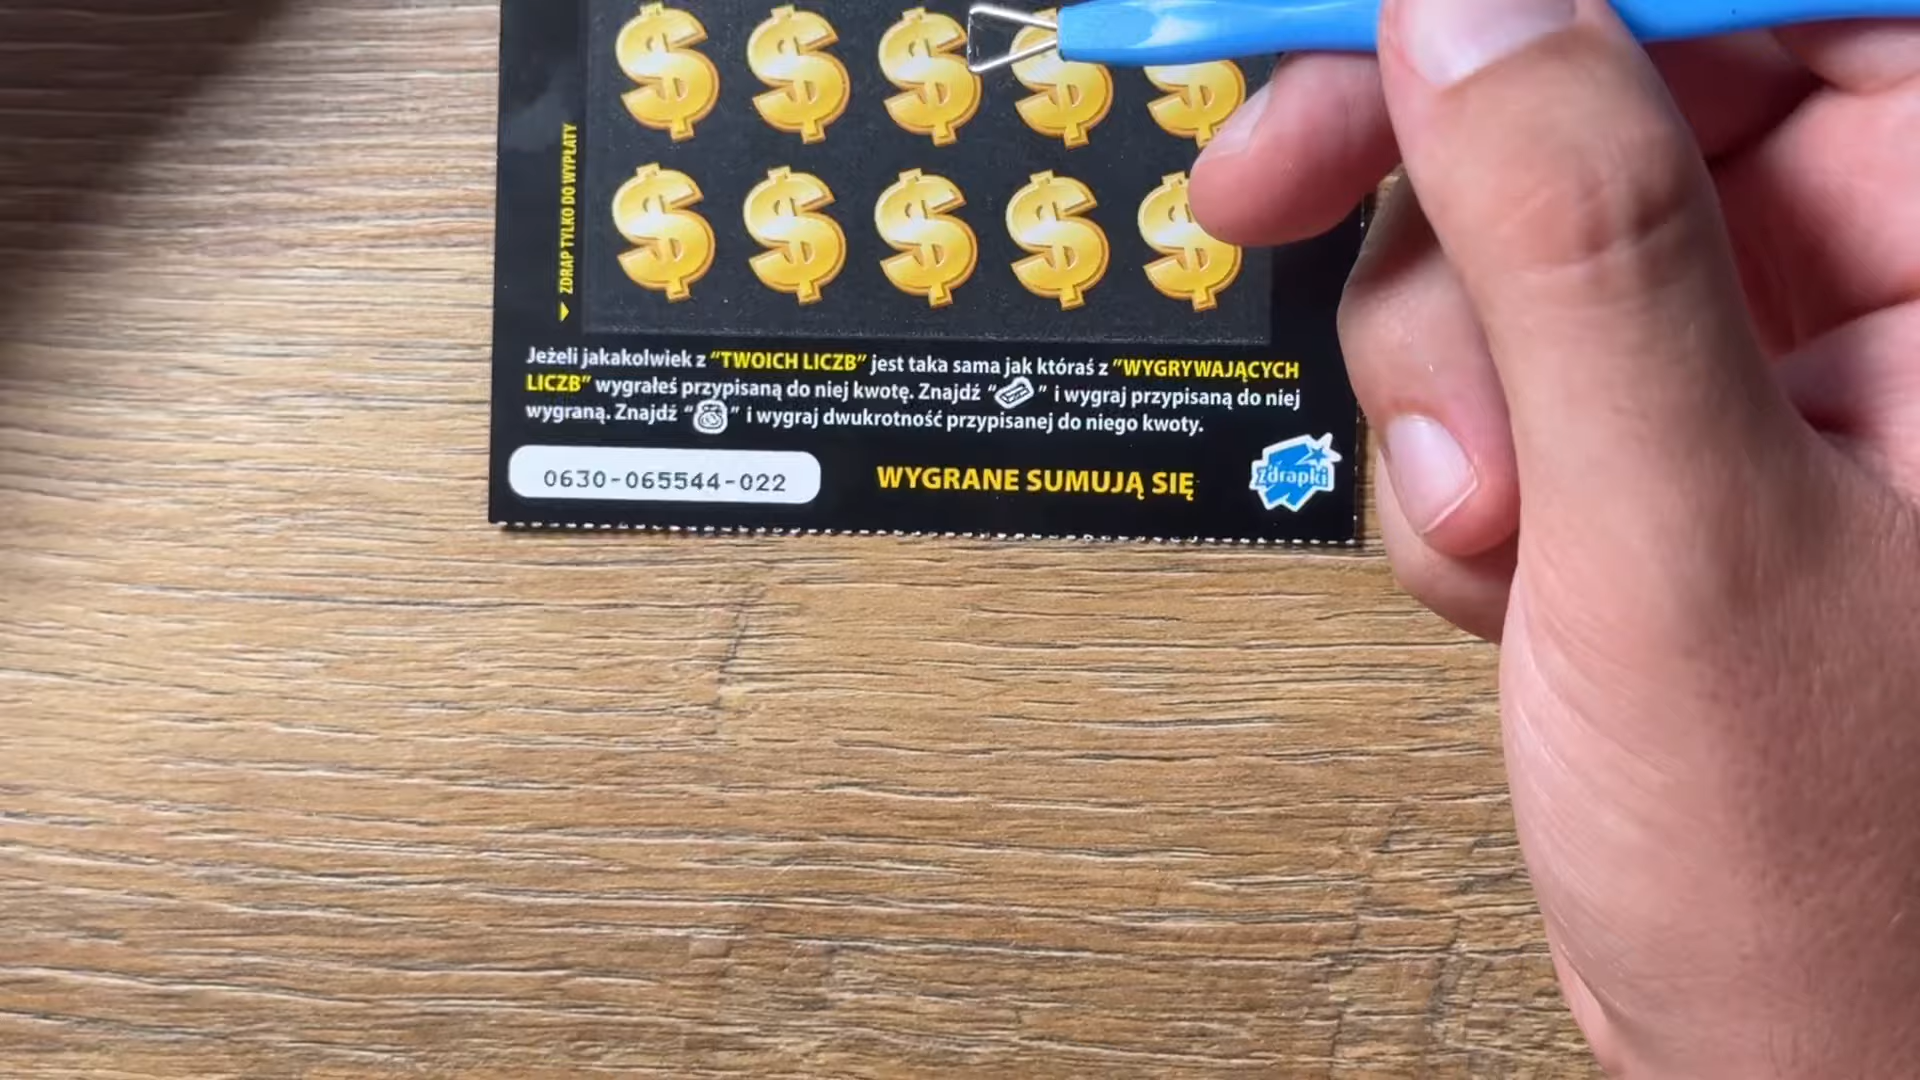 ZDRAP TYLKO DO WYPŁATY
Jeżeli jakakolwiek z "TWOICH LICZB" jest taka sama jak któraś z "WYGRYWAJĄCYCH
LICZB" wygrałeś przypisaną do niej kwotę. Znajdź " " i wygraj przypisaną do niej
wygraną. Znajdź " " i wygraj dwukrotność przypisanej do niego kwoty.
0630-065544-022
WYGRANE SUMUJĄ SIĘ
Zdrapki